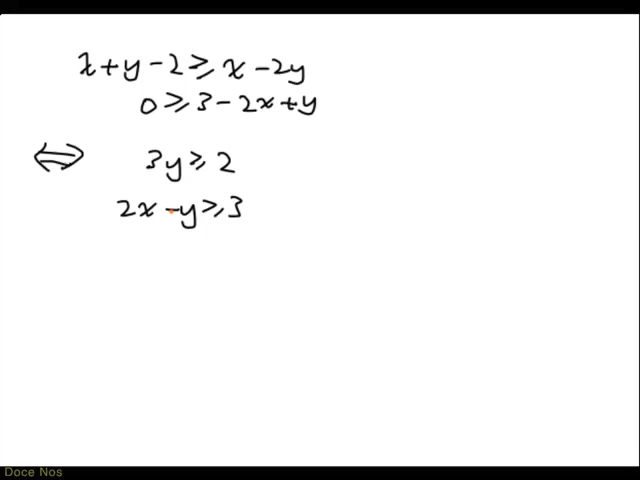 x + y - 2 ⩾ x - 2y
0 ⩾ 3 - 2x + y
⟺ 3y ⩾ 2
2x - y ⩾ 3
Doce Nos